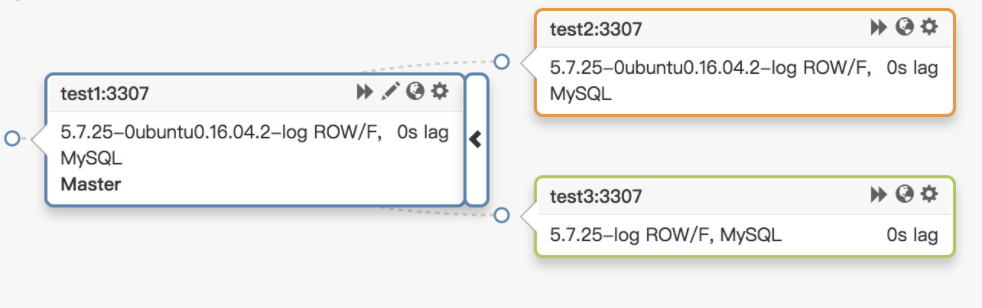 test2:3307
5.7.25-0ubuntu0.16.04.2-log ROW/F, 0s lag
MySQL
test1:3307
5.7.25-0ubuntu0.16.04.2-log ROW/F, 0s lag
MySQL
Master
test3:3307
5.7.25-log ROW/F, MySQL 0s lag